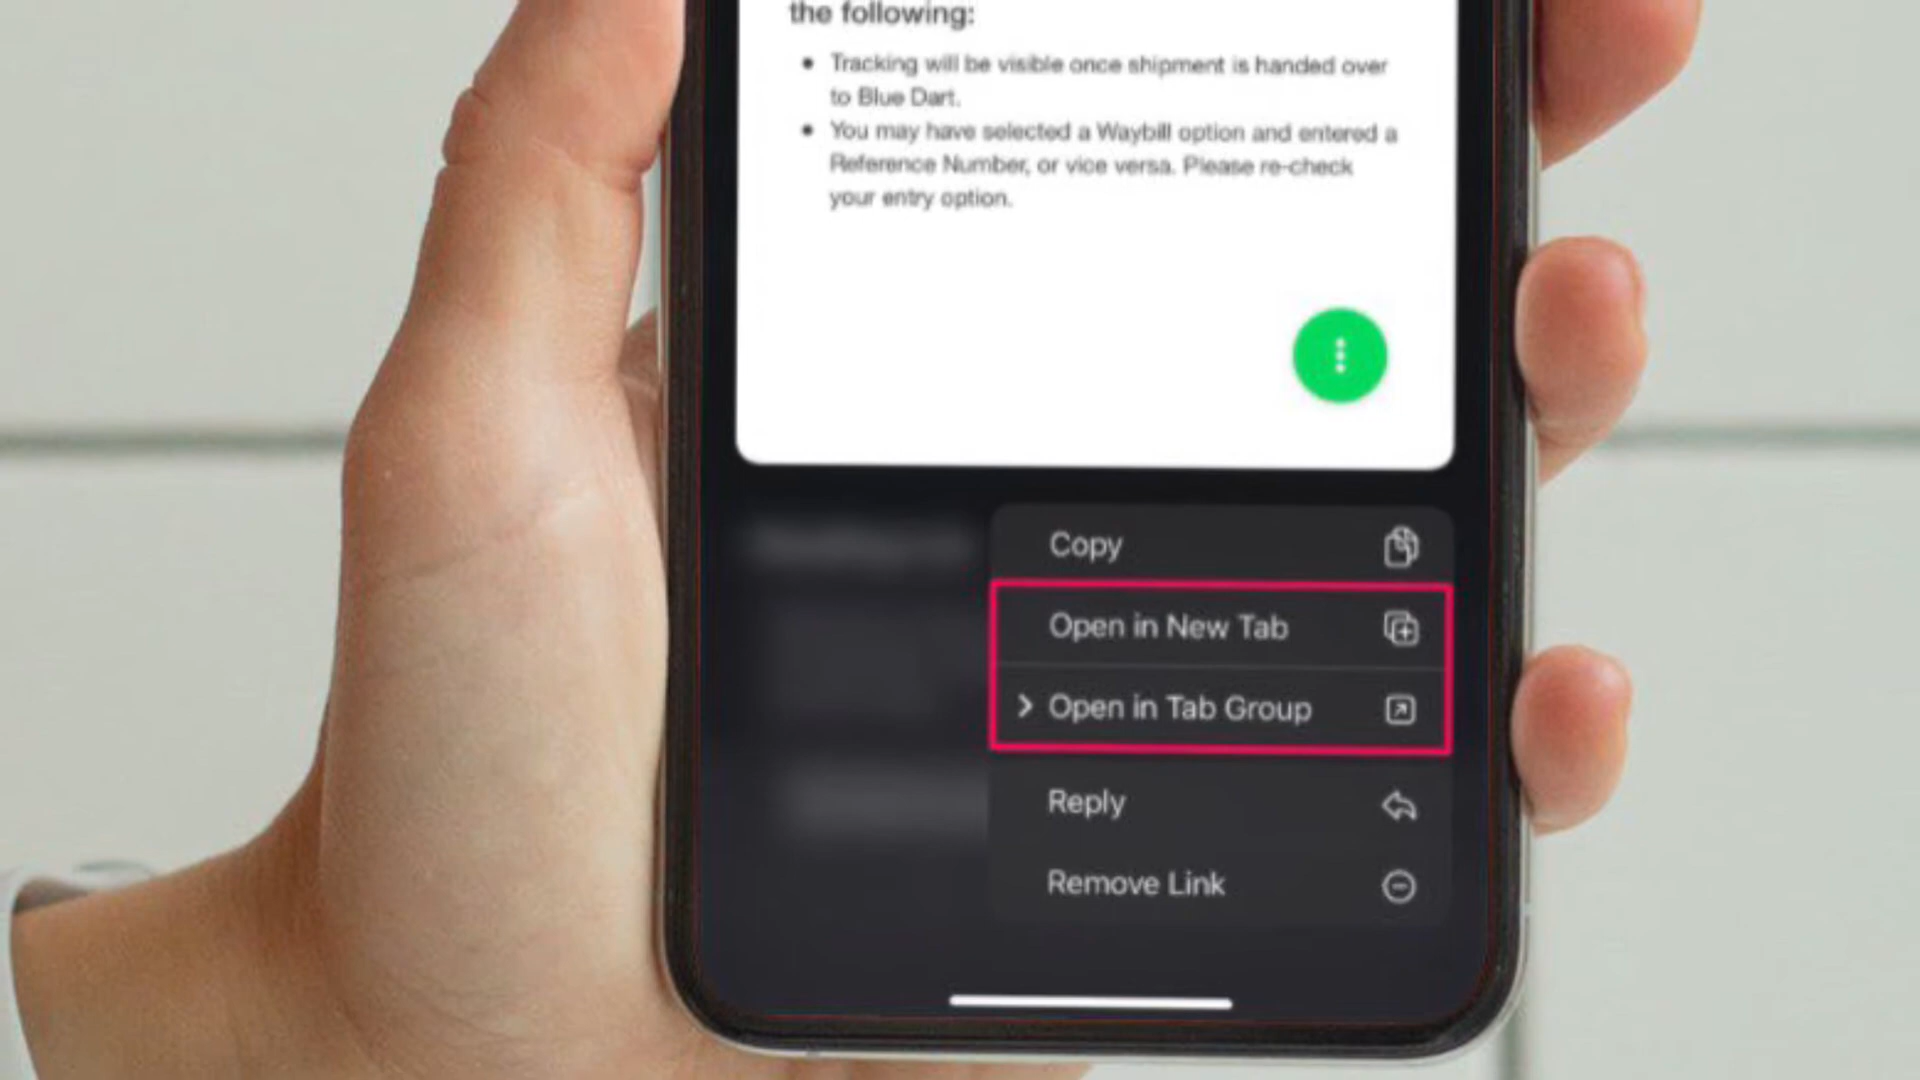 the following:
Tracking will be visible once shipment is handed over
to Blue Dart.
You may have selected a Waybill option and entered a
Reference Number, or vice versa. Please re-check
your entry option.
Copy
Open in New Tab
Open in Tab Group
Reply
Remove Link